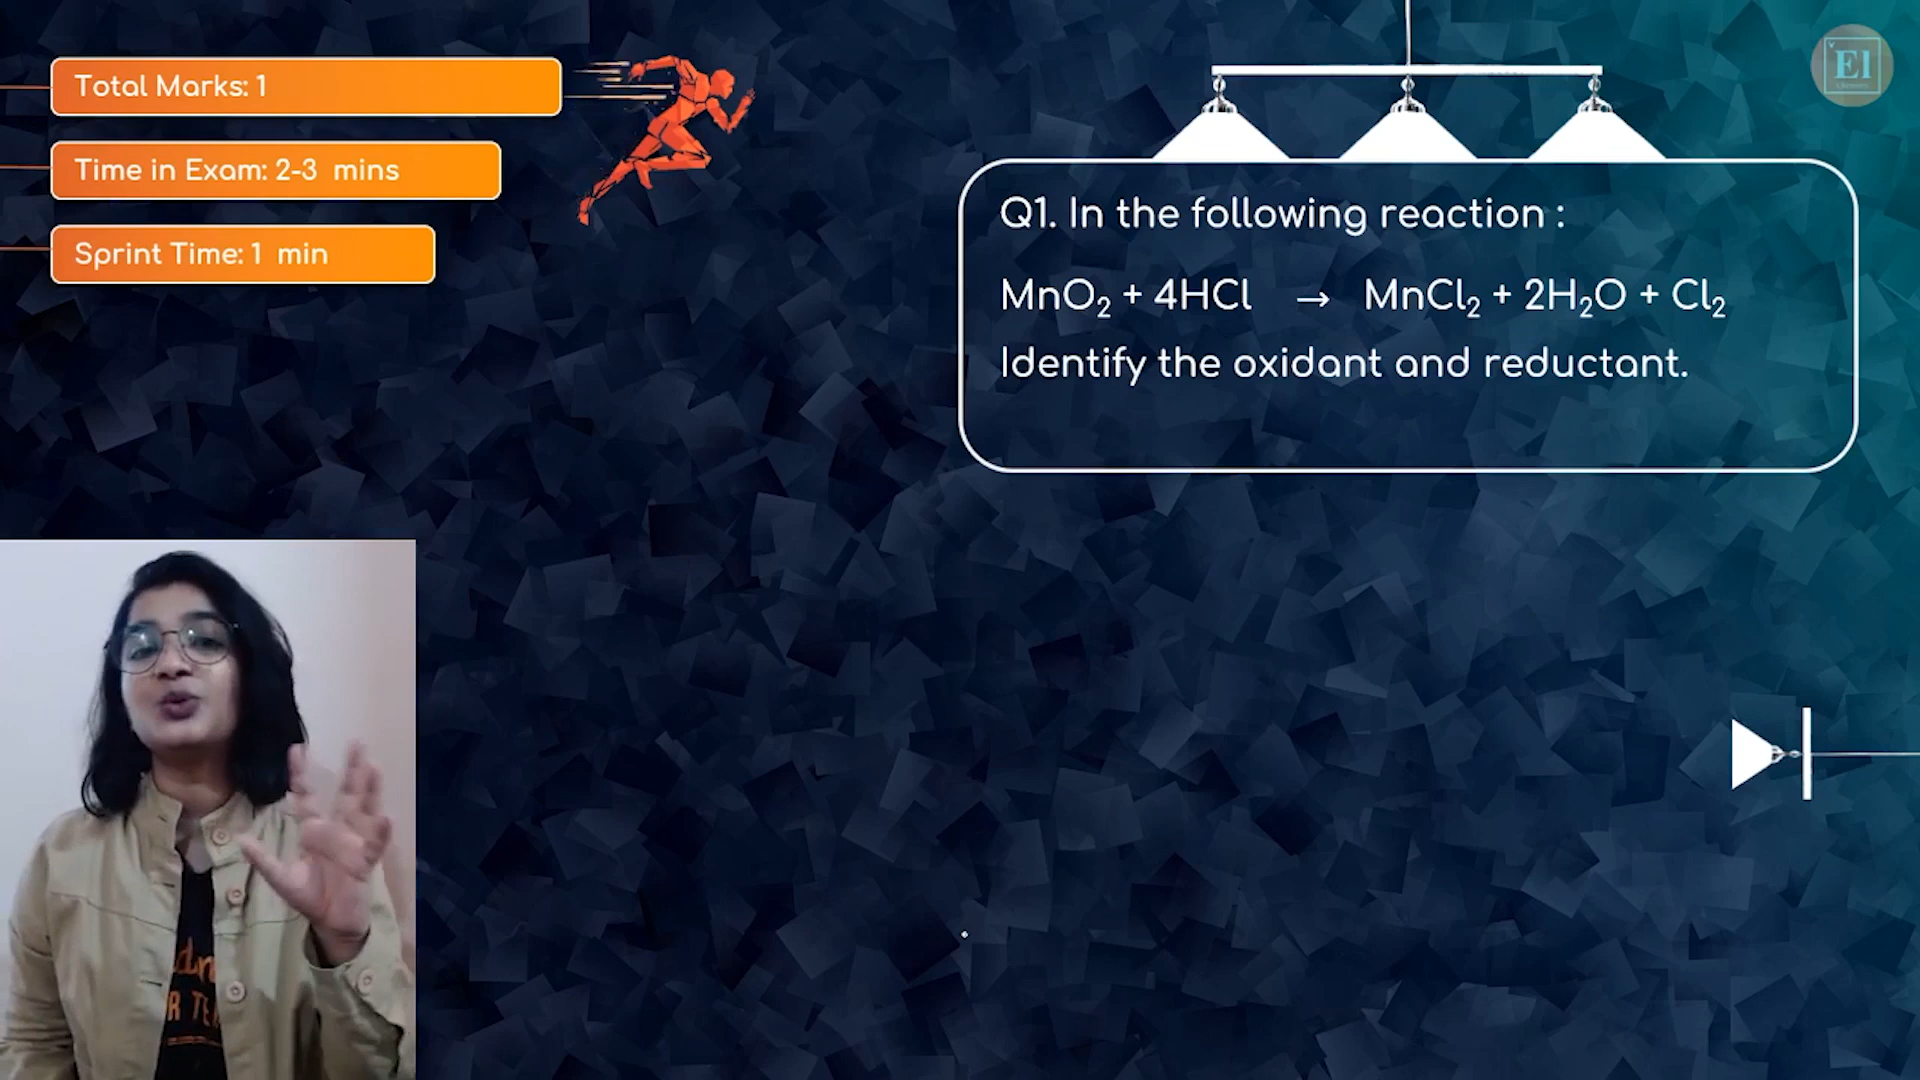 Total Marks: 1
Time in Exam: 2-3 mins
Sprint Time: 1 min
El
Q1. In the following reaction :
MnO₂ + 4HCl → MnCl₂ + 2H₂O + Cl₂
Identify the oxidant and reductant.